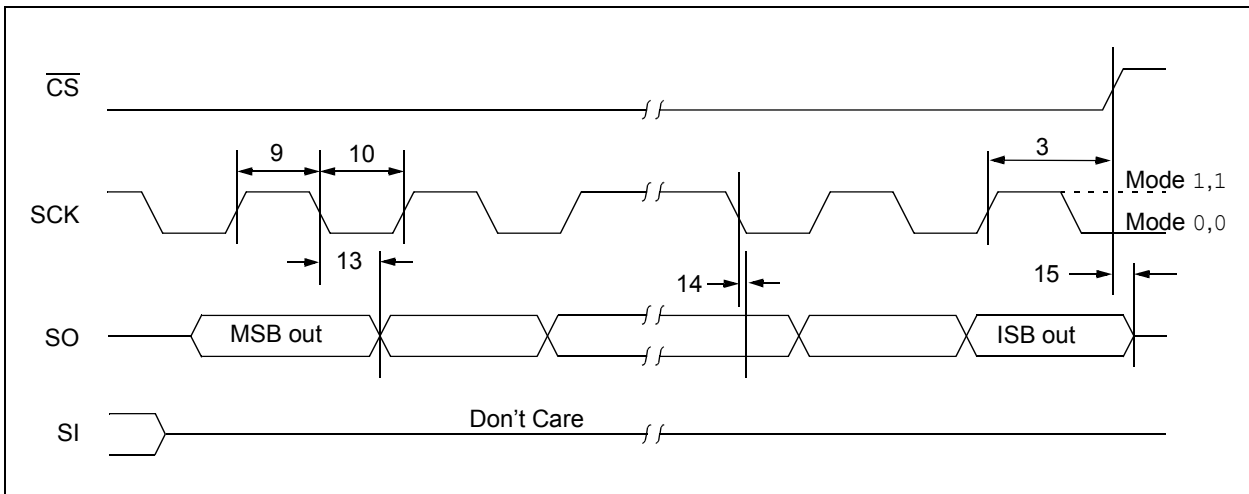 CS
9
10
3
SCK
Mode 1,1
Mode 0,0
13
14
15
SO
MSB out
ISB out
SI
Don't Care